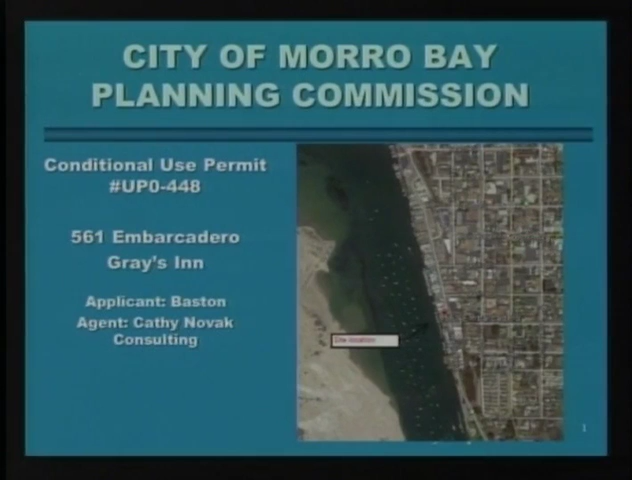 CITY OF MORRO BAY
PLANNING COMMISSION
Conditional Use Permit
#UP0-448
561 Embarcadero
Gray's Inn
Applicant: Baston
Agent: Cathy Novak
Consulting
Site location
1